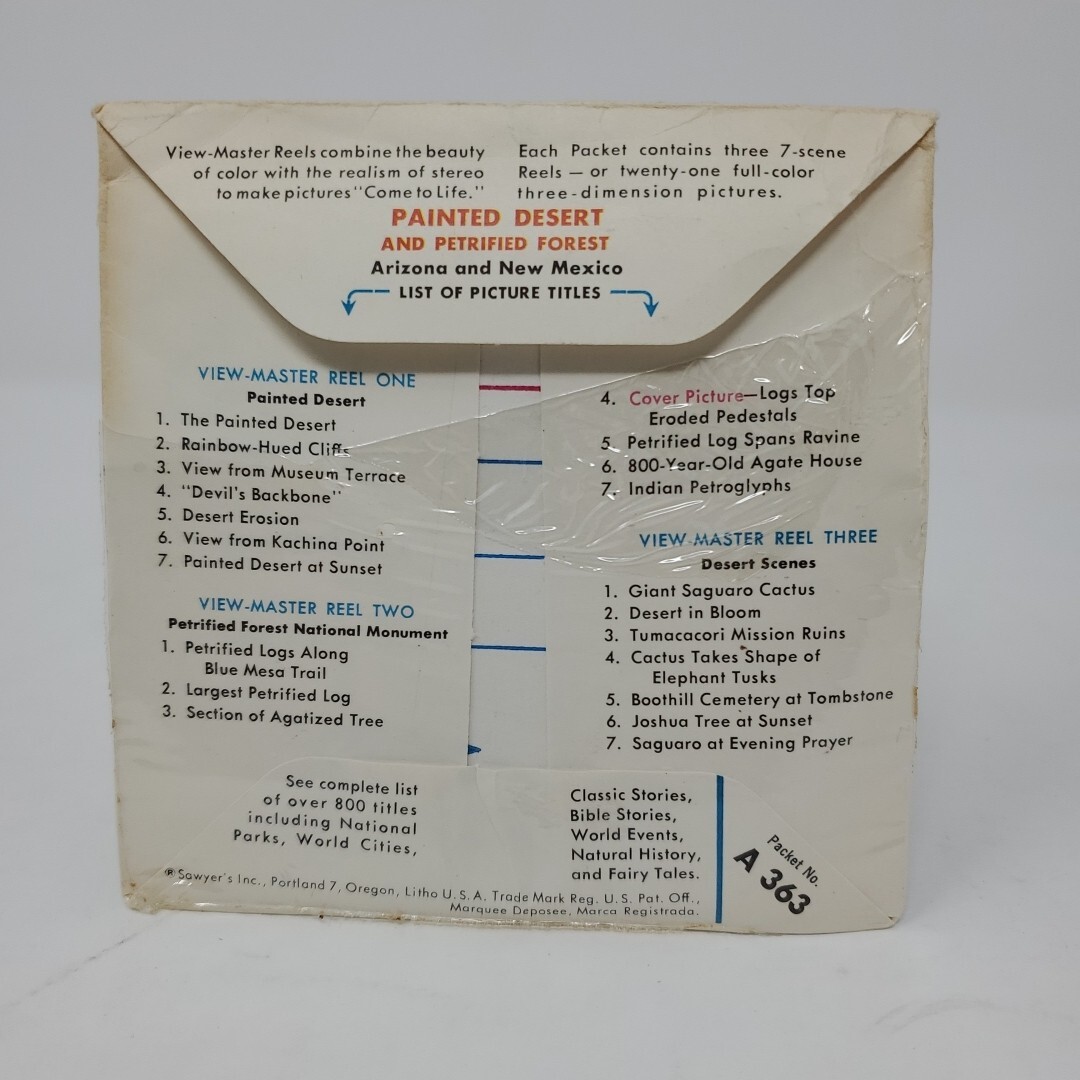 View-Master Reels combine the beauty
of color with the realism of stereo
to make pictures "Come to Life."
Each Packet contains three 7-scene
Reels — or twenty-one full-color
three-dimension pictures.
PAINTED DESERT
AND PETRIFIED FOREST
Arizona and New Mexico
LIST OF PICTURE TITLES
VIEW-MASTER REEL ONE
Painted Desert
1. The Painted Desert
2. Rainbow-Hued Cliffs
3. View from Museum Terrace
4. "Devil's Backbone"
5. Desert Erosion
6. View from Kachina Point
7. Painted Desert at Sunset
VIEW-MASTER REEL TWO
Petrified Forest National Monument
1. Petrified Logs Along
Blue Mesa Trail
2. Largest Petrified Log
3. Section of Agatized Tree
4. Cover Picture—Logs Top
Eroded Pedestals
5. Petrified Log Spans Ravine
6. 800-Year-Old Agate House
7. Indian Petroglyphs
VIEW-MASTER REEL THREE
Desert Scenes
1. Giant Saguaro Cactus
2. Desert in Bloom
3. Tumacacori Mission Ruins
4. Cactus Takes Shape of
Elephant Tusks
5. Boothill Cemetery at Tombstone
6. Joshua Tree at Sunset
7. Saguaro at Evening Prayer
See complete list
of over 800 titles
including National
Parks, World Cities,
Classic Stories,
Bible Stories,
World Events,
Natural History,
and Fairy Tales.
® Sawyer's Inc., Portland 7, Oregon, Litho U.S.A. Trade Mark Reg. U.S. Pat. Off.,
Marquee Deposee, Marca Registrada.
Packet No.
A 363